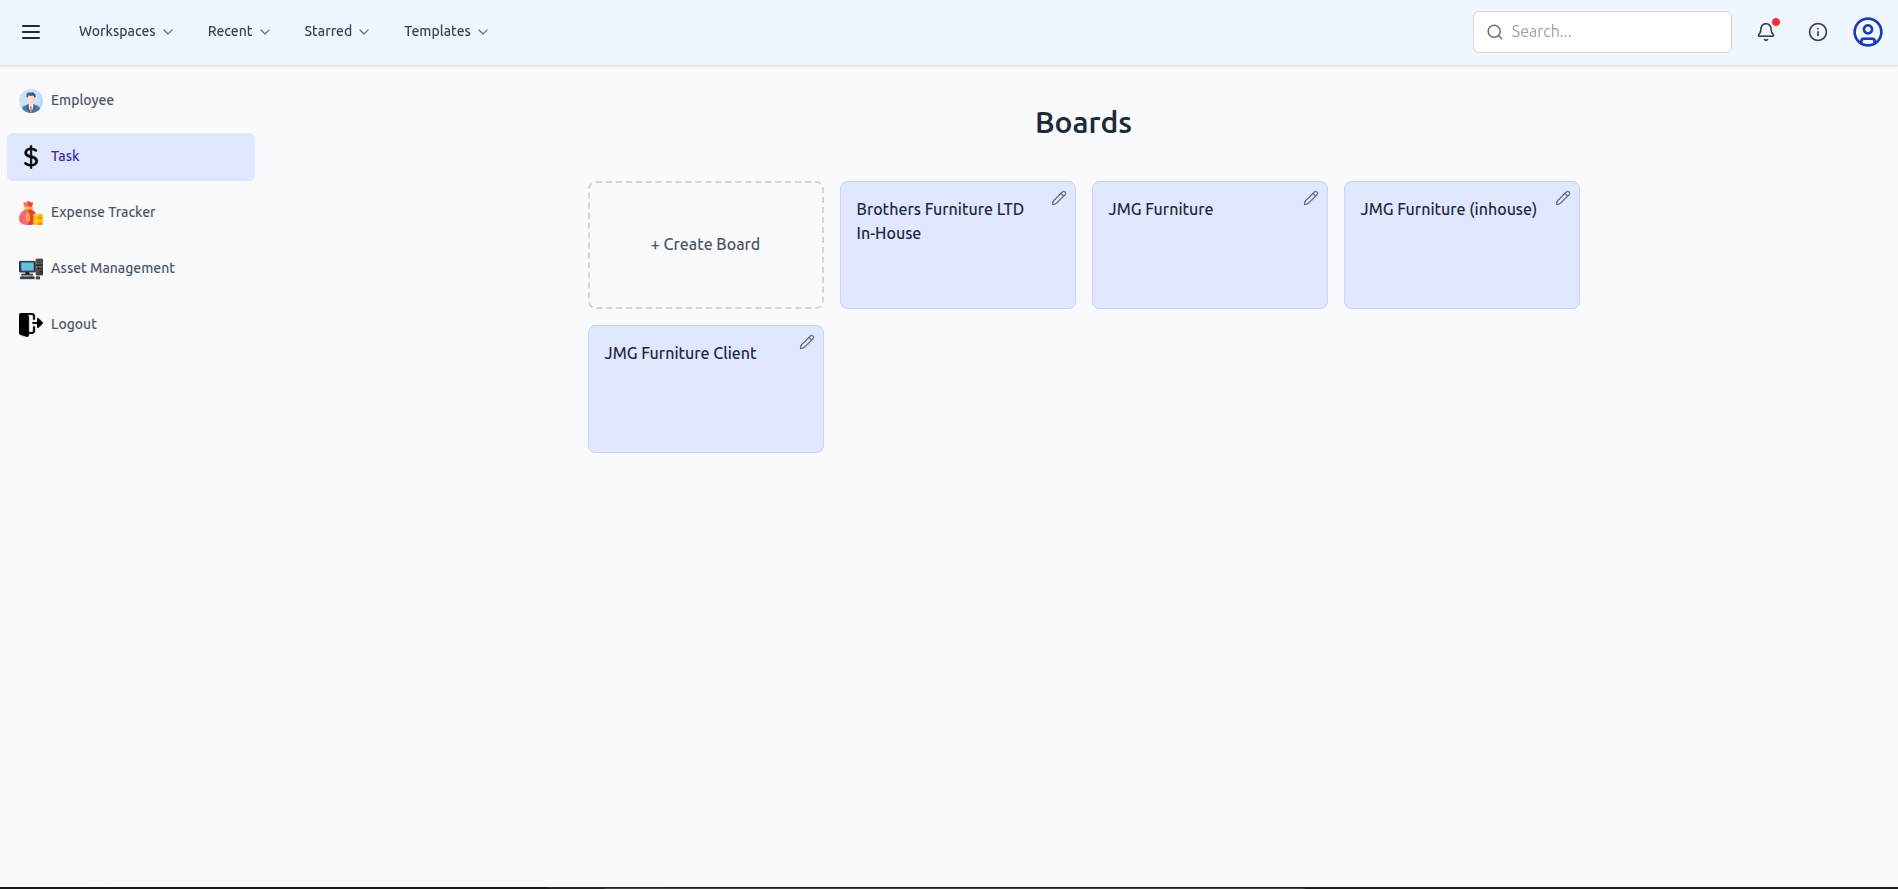 Workspaces
Recent
Starred
Templates
Search...
Employee
Task
Expense Tracker
Asset Management
Logout
Boards
+ Create Board
Brothers Furniture LTD
In-House
JMG Furniture
JMG Furniture (inhouse)
JMG Furniture Client